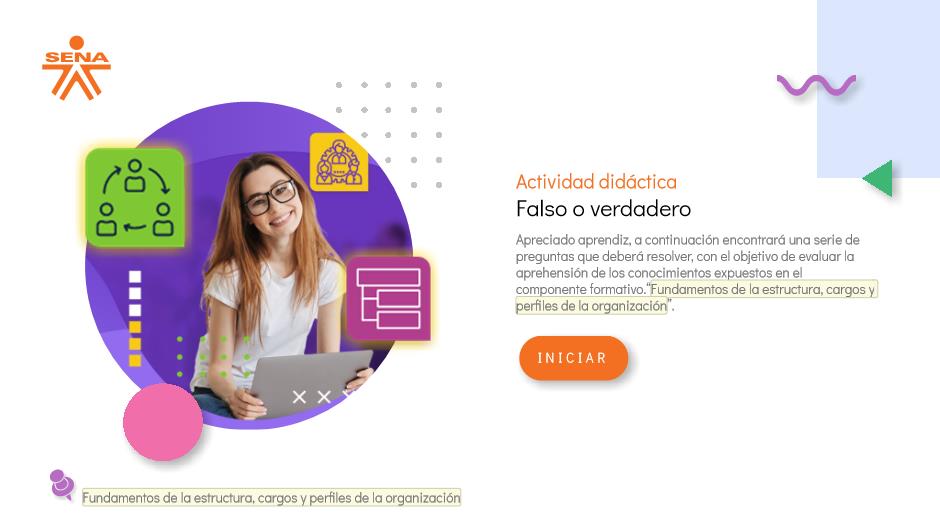 SENA
Actividad didáctica
Falso o verdadero
Apreciado aprendiz, a continuación encontrará una serie de
preguntas que deberá resolver, con el objetivo de evaluar la
aprehensión de los conocimientos expuestos en el
componente formativo.“Fundamentos de la estructura, cargos y
perfiles de la organización”.
INICIAR
Fundamentos de la estructura, cargos y perfiles de la organización